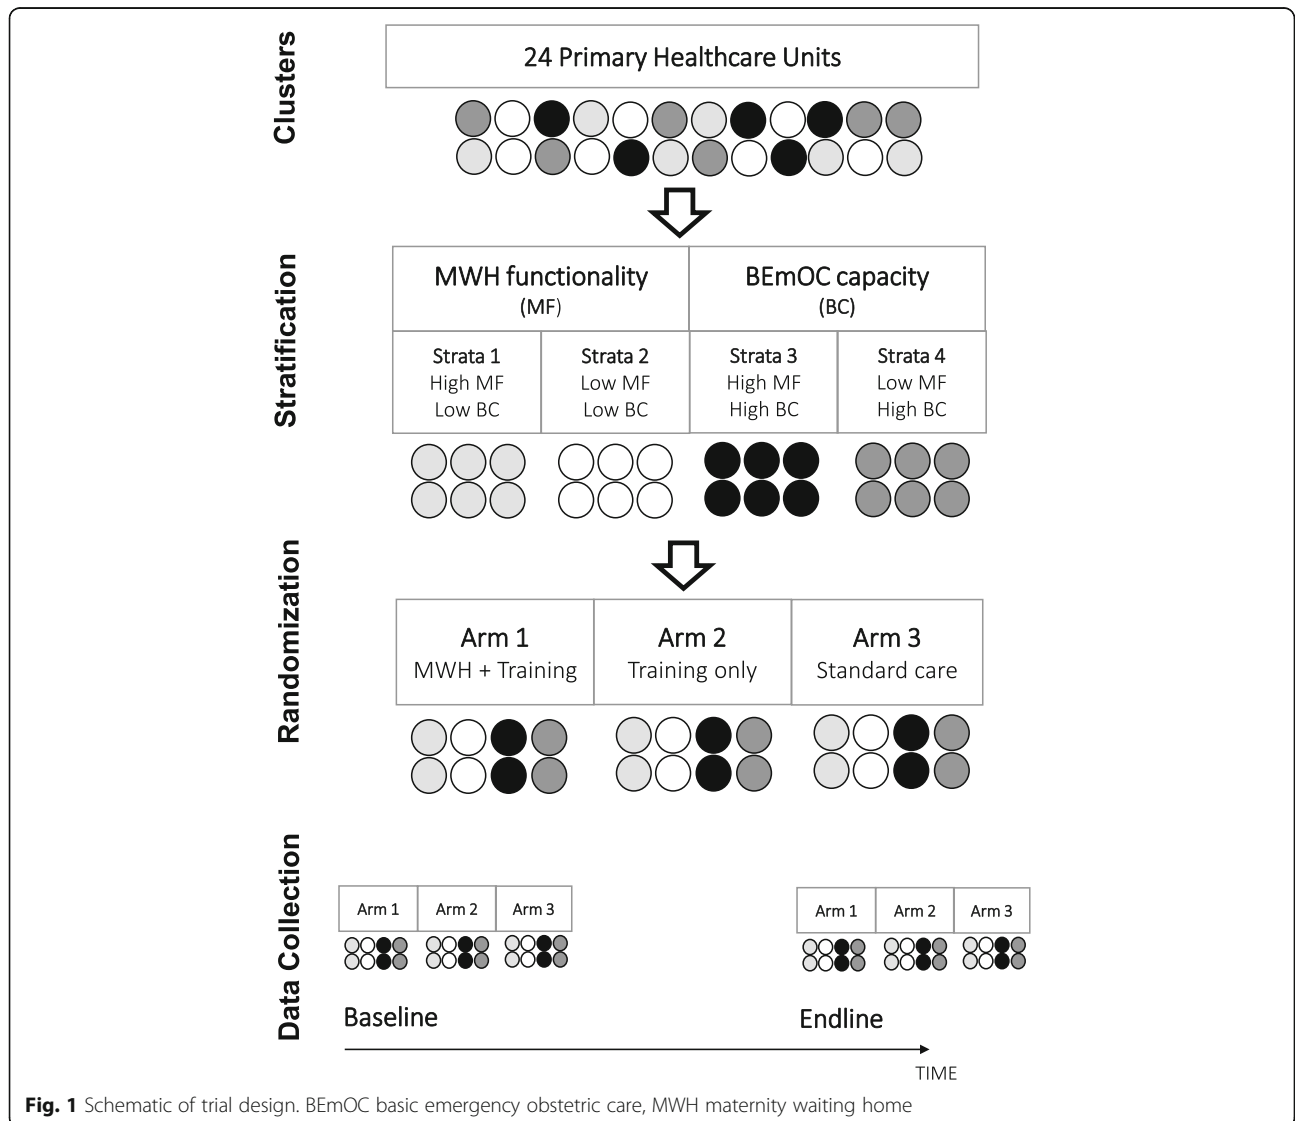 Clusters
24 Primary Healthcare Units
Stratification
MWH functionality
(MF)
BEmOC capacity
(BC)
Strata 1
High MF
Low BC
Strata 2
Low MF
Low BC
Strata 3
High MF
High BC
Strata 4
Low MF
High BC
Randomization
Arm 1
MWH + Training
Arm 2
Training only
Arm 3
Standard care
Data Collection
Arm 1
Arm 2
Arm 3
Arm 1
Arm 2
Arm 3
Baseline
Endline
TIME
Fig. 1 Schematic of trial design. BEmOC basic emergency obstetric care, MWH maternity waiting home